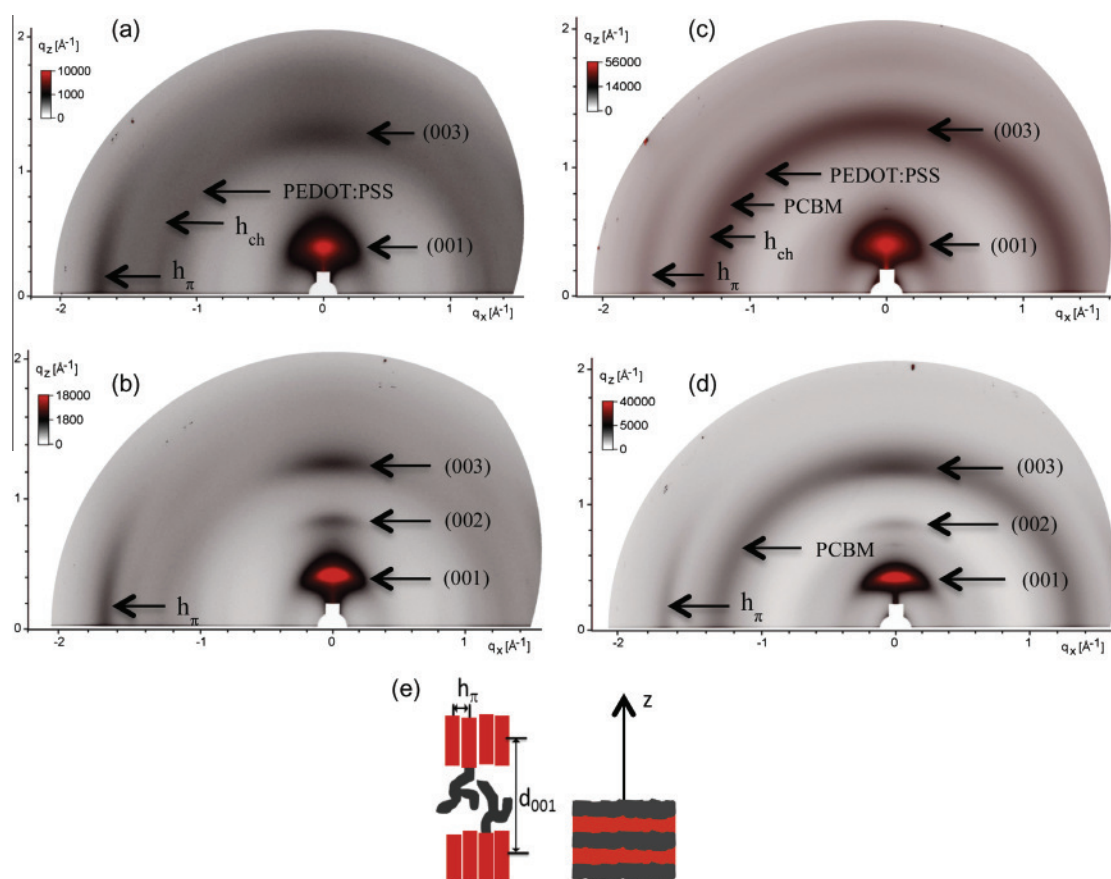 (a)
q_z [Å⁻¹]
10000
1000
0
2
1
0
(003)
PEDOT:PSS
h_ch
(001)
h_π
-2
-1
0
1
q_x [Å⁻¹]
(c)
q_z [Å⁻¹]
56000
14000
0
2
1
0
(003)
PEDOT:PSS
PCBM
h_ch
(001)
h_π
-2
-1
0
1
q_x [Å⁻¹]
(b)
q_z [Å⁻¹]
18000
1800
0
2
1
0
(003)
(002)
(001)
h_π
-2
-1
0
1
q_x [Å⁻¹]
(d)
q_z [Å⁻¹]
40000
5000
0
2
1
0
(003)
(002)
PCBM
(001)
h_π
-2
-1
0
1
q_x [Å⁻¹]
(e)
h_π
d_001
z